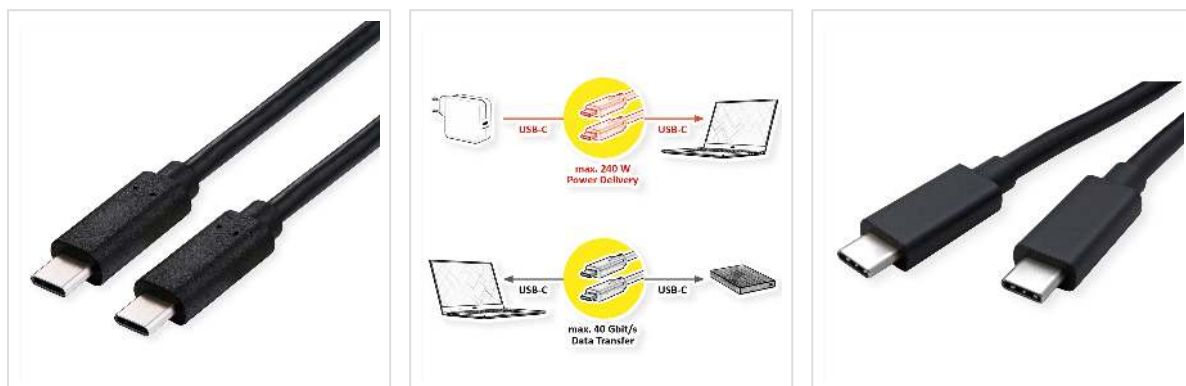 USB-C
USB-C
max. 240 W
Power Delivery
USB-C
USB-C
max. 40 Gbit/s
Data Transfer